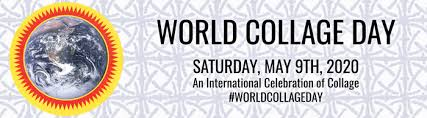 WORLD COLLAGE DAY
SATURDAY, MAY 9TH, 2020
An International Celebration of Collage
#WORLDCOLLAGEDAY